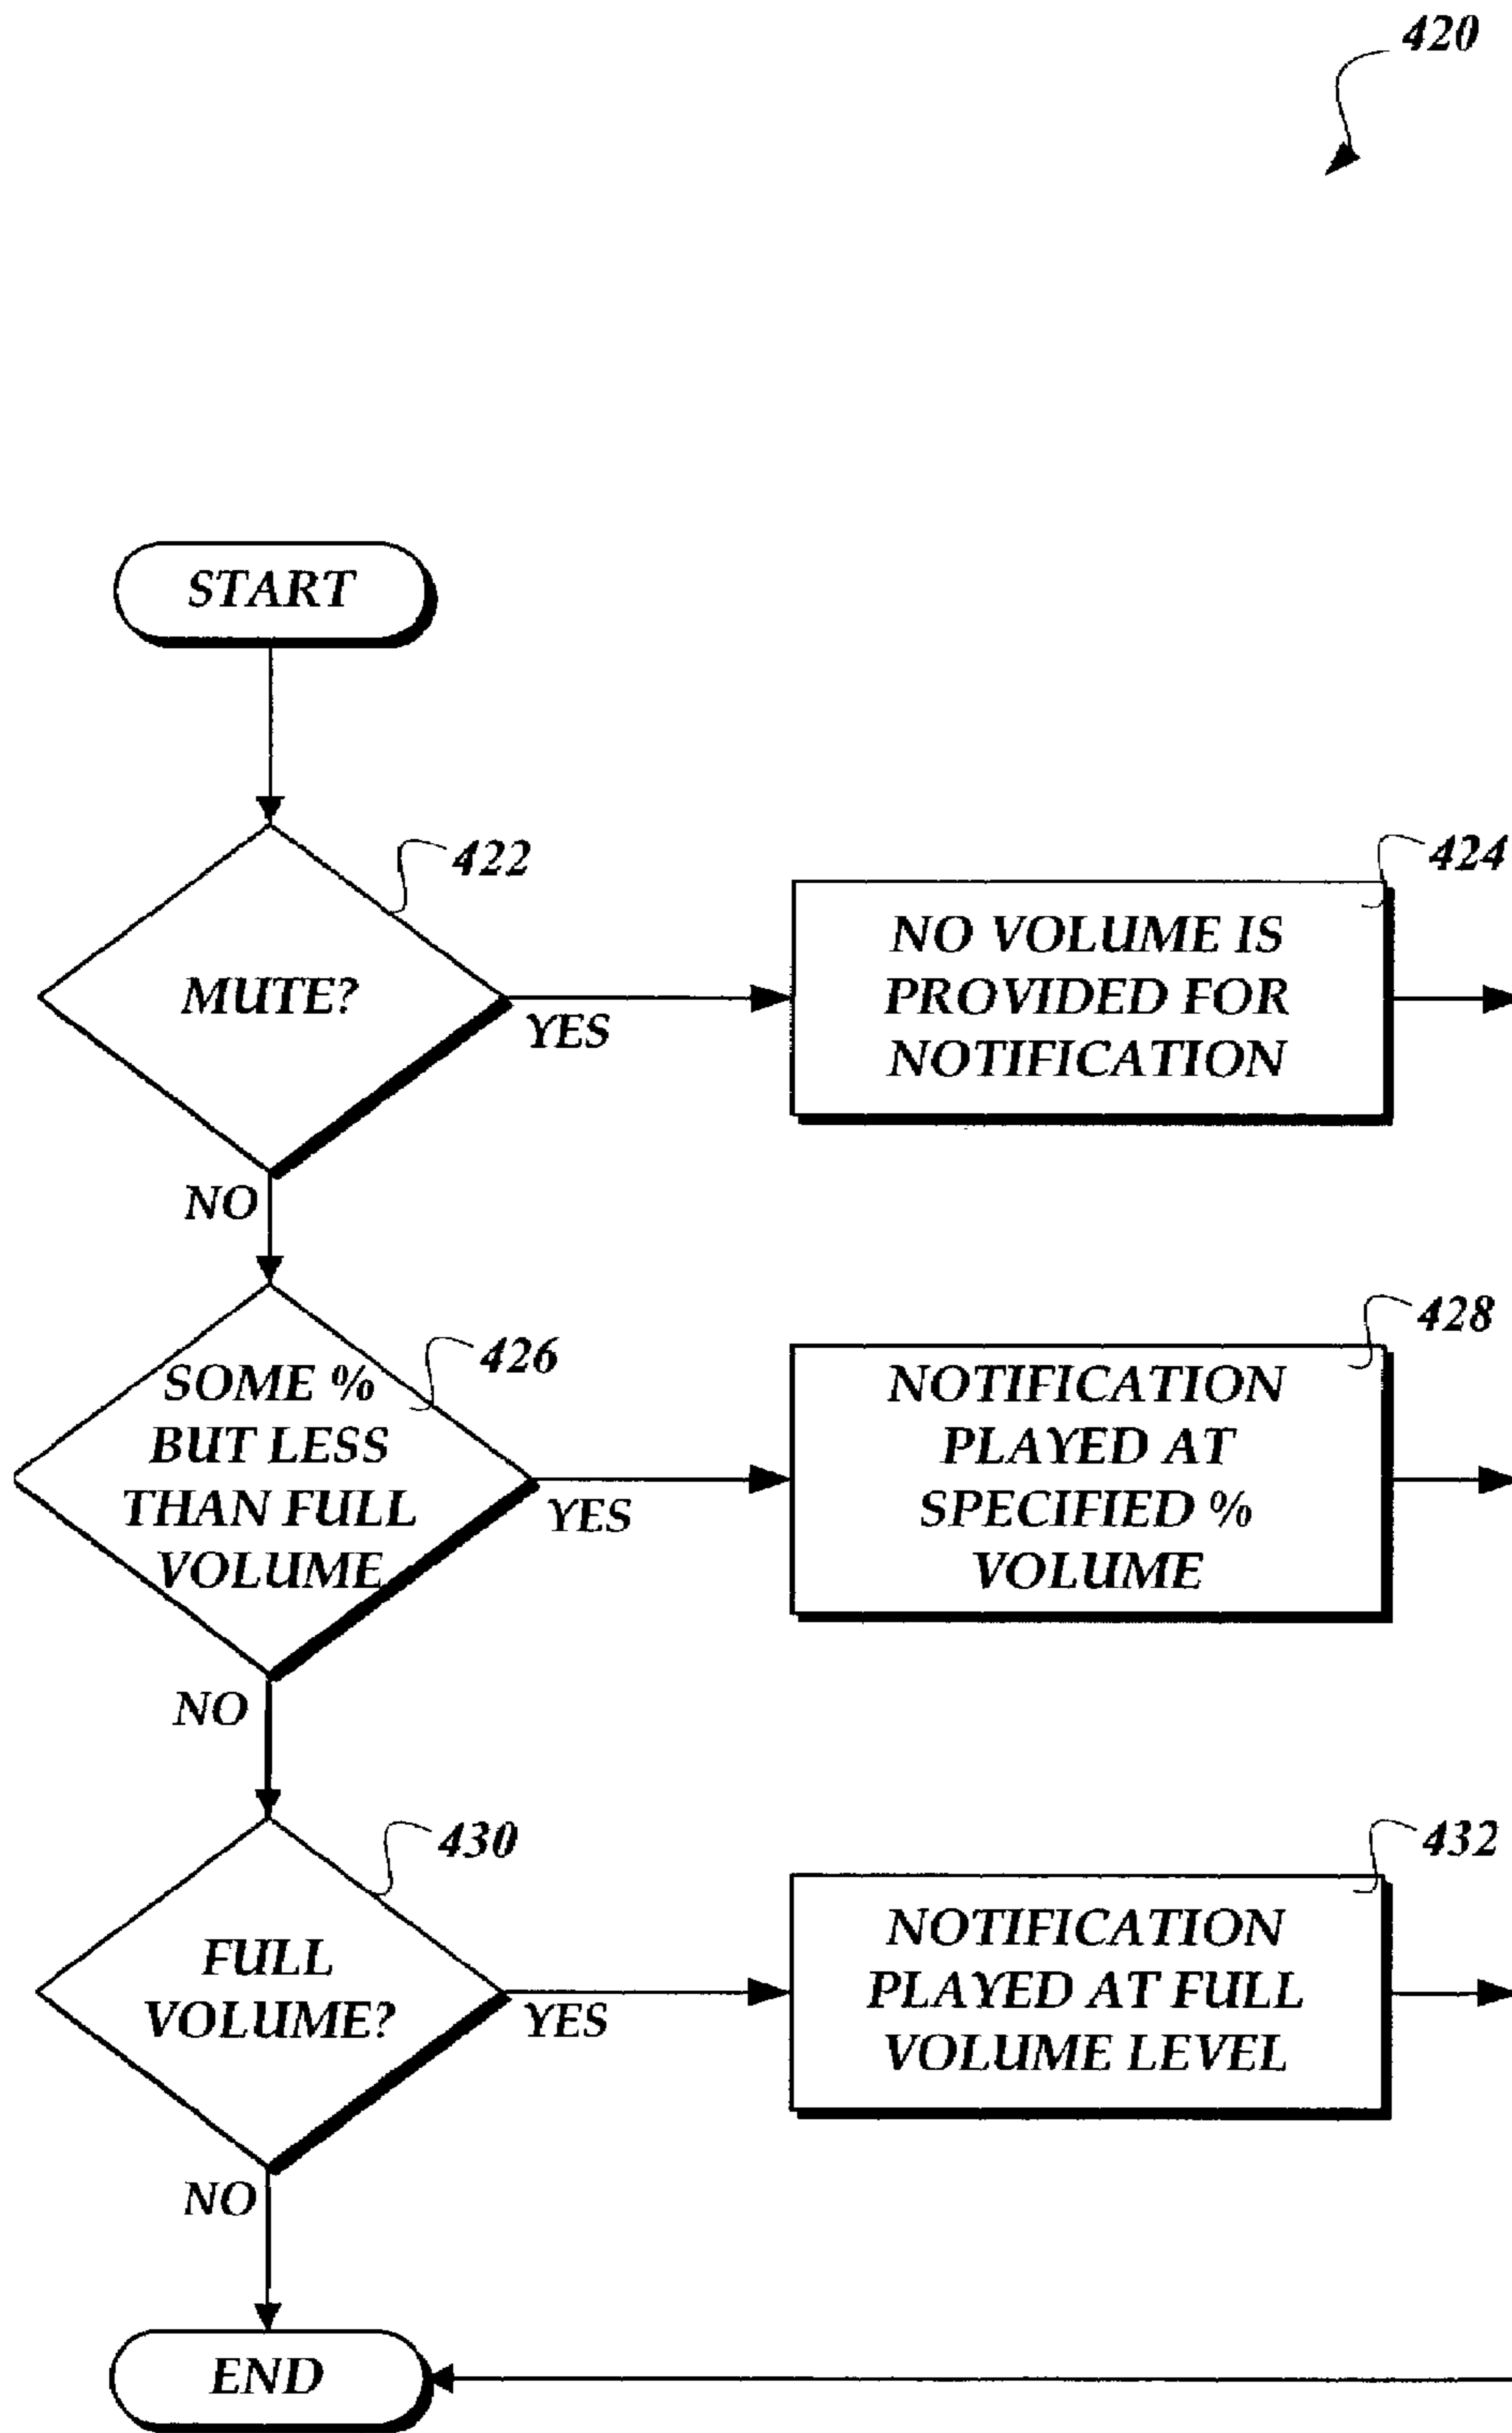 420
START
422
MUTE?
YES
424
NO VOLUME IS
PROVIDED FOR
NOTIFICATION
NO
426
SOME %
BUT LESS
THAN FULL
VOLUME
YES
428
NOTIFICATION
PLAYED AT
SPECIFIED %
VOLUME
NO
430
FULL
VOLUME?
YES
432
NOTIFICATION
PLAYED AT FULL
VOLUME LEVEL
NO
END